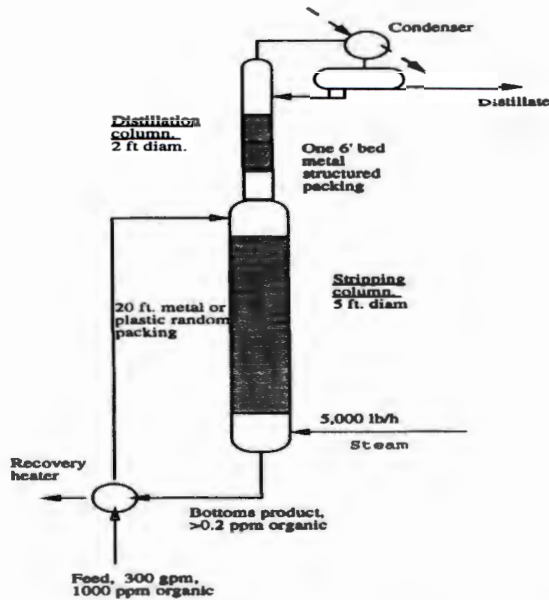 Condenser
Distillate
Distillation
column.
2 ft diam.
One 6' bed
metal
structured
packing
Stripping
column.
5 ft. diam
20 ft. metal or
plastic random
packing
5,000 lb/h
Steam
Recovery
heater
Bottoms product,
>0.2 ppm organic
Feed, 300 gpm,
1000 ppm organic